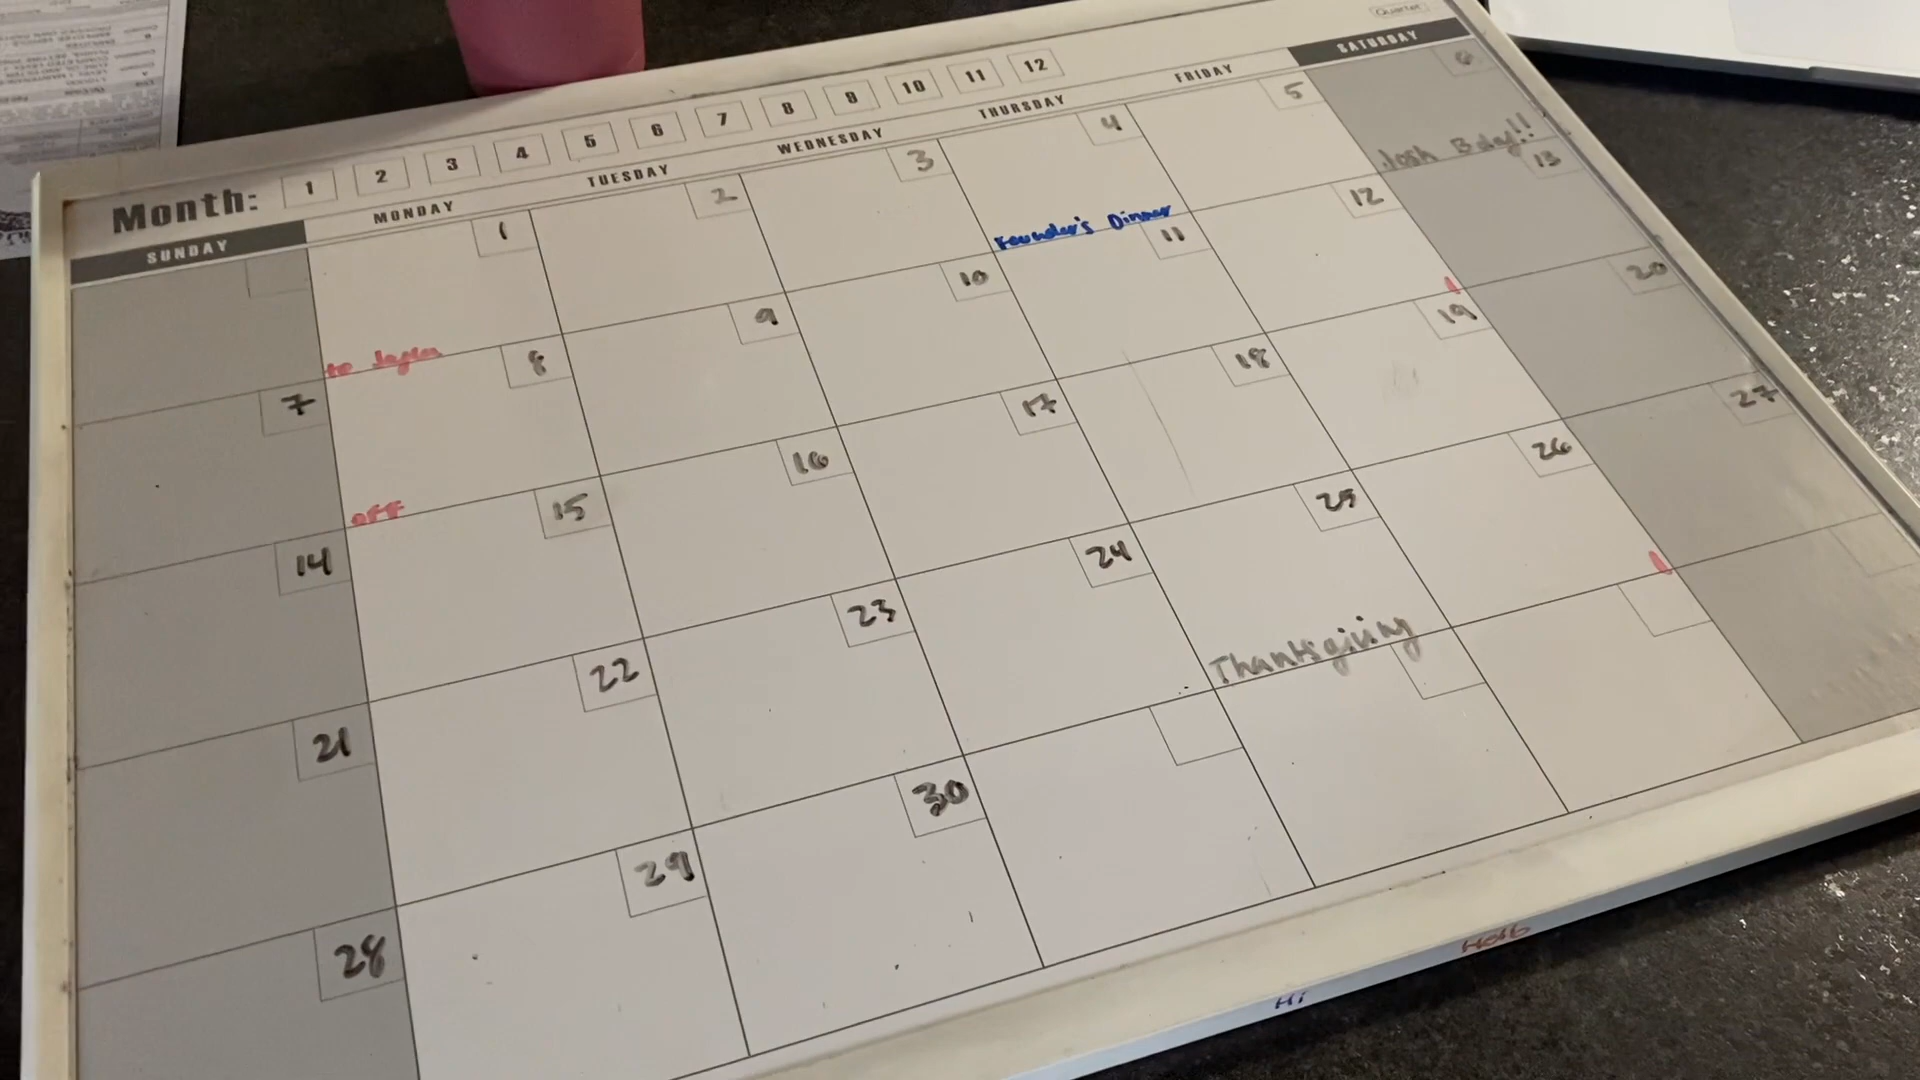 Quartet
Month: 1 2 3 4 5 6 7 8 9 10 11 12
SUNDAY MONDAY TUESDAY WEDNESDAY THURSDAY FRIDAY SATURDAY
1 2 3 4 5 6
Founder's Dinner
Josh Bday!!
7 8 9 10 11 12 13
off
14 15 16 17 18 19 20
21 22 23 24 25 26 27
Thanksgiving
28 29 30
Hi